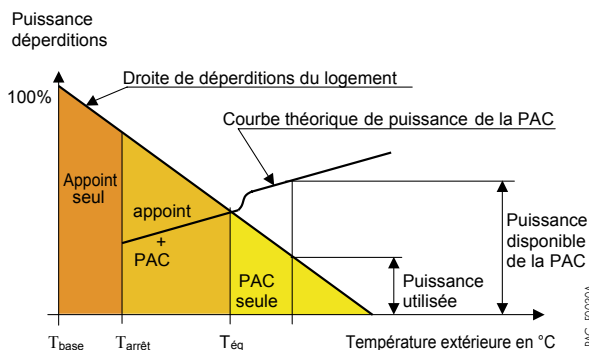 Puissance
déperditions
Droite de déperditions du logement
100%
Courbe théorique de puissance de la PAC
Appoint
seul
appoint
+
PAC
PAC
seule
Puissance
utilisée
Puissance
disponible
de la PAC
Tbase
Tarrêt
Téq
Température extérieure en °C